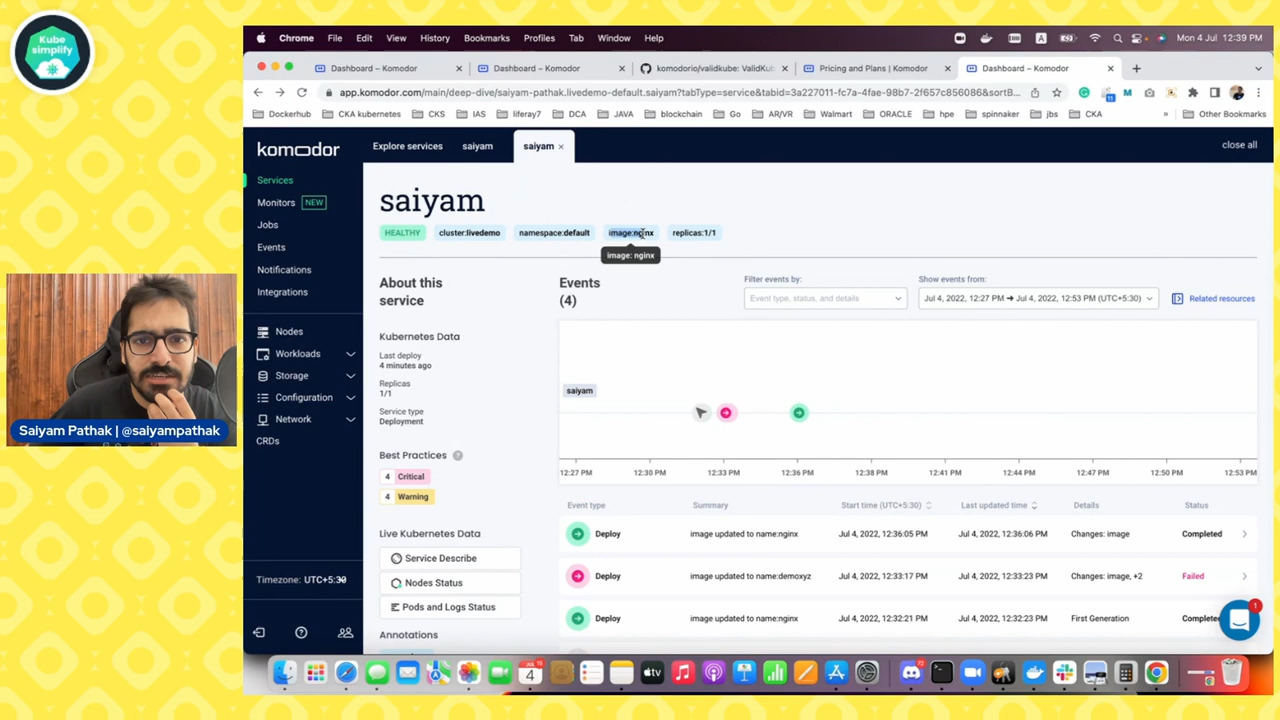 Kube
simplify
Chrome File Edit View History Bookmarks Profiles Tab Window Help
A
Mon 4 Jul 12:39 PM
Dashboard – Komodor
Dashboard – Komodor
komodorio/validkube: ValidKu
Pricing and Plans | Komodor
Dashboard – Komodor
app.komodor.com/main/deep-dive/saiyam-pathak.livedemo-default.saiyam?tabType=service&tabid=3a227011-fc7a-4fae-98b7-2f657c856086&sortB...
Dockerhub CKA kubernetes CKS IAS liferay7 DCA JAVA blockchain Go AR/VR Walmart ORACLE hpe spinnaker jbs CKA » Other Bookmarks
komodor
Explore services saiyam saiyam × close all
Services
Monitors NEW
Jobs
Events
Notifications
Integrations
Nodes
Workloads
Storage
Configuration
Network
CRDs
Timezone: UTC+5:30
saiyam
HEALTHY cluster:livedemo namespace:default image:nginx replicas:1/1
image: nginx
About this
service
Kubernetes Data
Last deploy
4 minutes ago
Replicas
1/1
Service type
Deployment
Best Practices ?
4 Critical
4 Warning
Live Kubernetes Data
Service Describe
Nodes Status
Pods and Logs Status
Annotations
Events
(4)
Filter events by:
Event type, status, and details
Show events from:
Jul 4, 2022, 12:27 PM ➔ Jul 4, 2022, 12:53 PM (UTC+5:30)
Related resources
saiyam
12:27 PM 12:30 PM 12:33 PM 12:36 PM 12:38 PM 12:41 PM 12:44 PM 12:47 PM 12:50 PM 12:53 PM
Event type Summary Start time (UTC+5:30) Last updated time Details Status
Deploy image updated to name:nginx Jul 4, 2022, 12:36:05 PM Jul 4, 2022, 12:36:06 PM Changes: image Completed
Deploy image updated to name:demoxyz Jul 4, 2022, 12:33:17 PM Jul 4, 2022, 12:33:23 PM Changes: image, +2 Failed
Deploy image updated to name:nginx Jul 4, 2022, 12:32:21 PM Jul 4, 2022, 12:32:23 PM First Generation Complete
1
Saiyam Pathak | @saiyampathak
4
tv